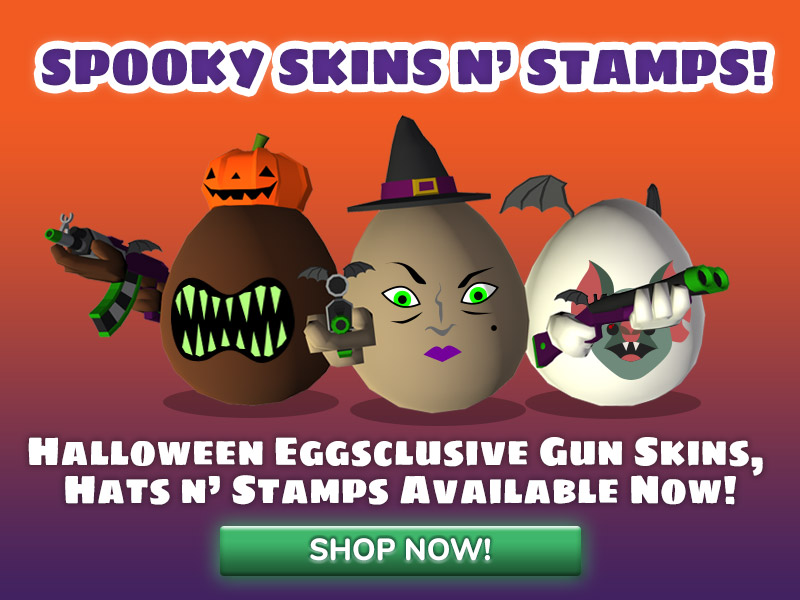 SPOOKY SKINS N' STAMPS!
HALLOWEEN EGGSCLUSIVE GUN SKINS,
HATS N' STAMPS AVAILABLE NOW!
SHOP NOW!